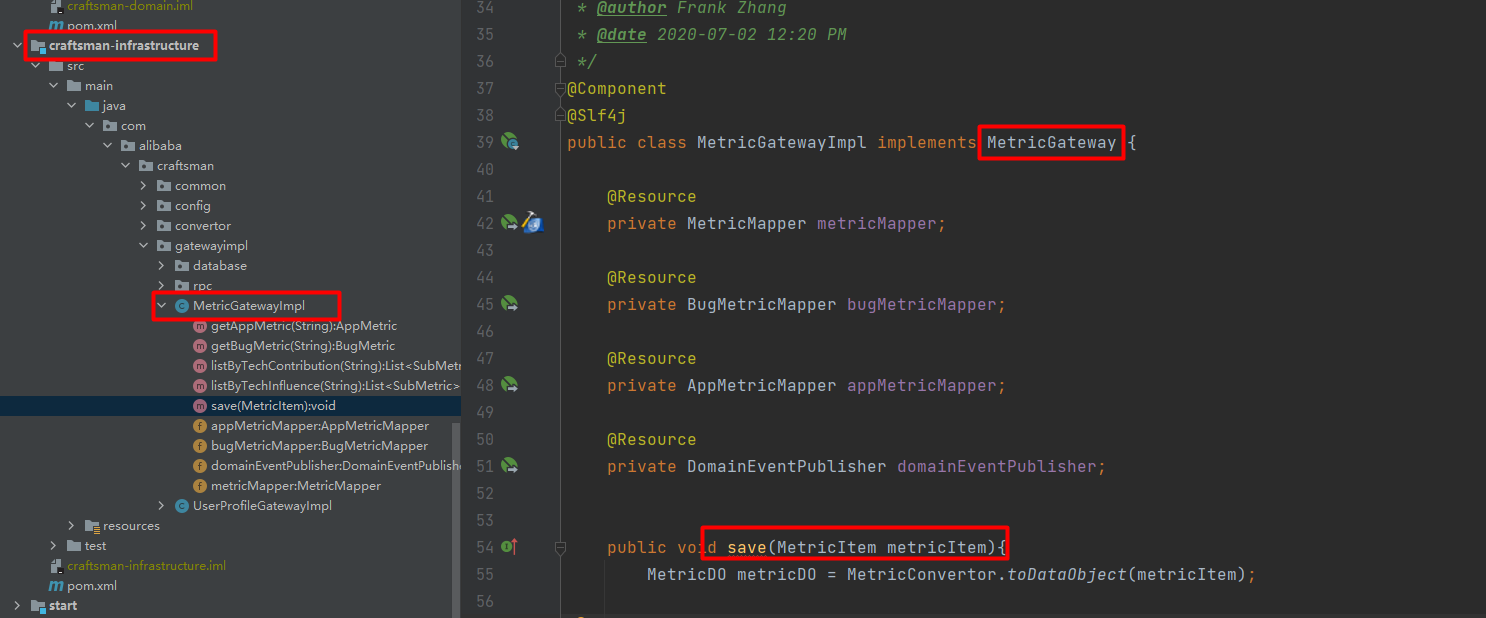 craftsman-domain.iml
pom.xml
craftsman-infrastructure
src
main
java
com
alibaba
craftsman
common
config
convertor
gatewayimpl
database
rpc
MetricGatewayImpl
getAppMetric(String):AppMetric
getBugMetric(String):BugMetric
listByTechContribution(String):List<SubMetr
listByTechInfluence(String):List<SubMetric>
save(MetricItem):void
appMetricMapper:AppMetricMapper
bugMetricMapper:BugMetricMapper
domainEventPublisher:DomainEventPublishe
metricMapper:MetricMapper
UserProfileGatewayImpl
resources
test
craftsman-infrastructure.iml
pom.xml
start
34 * @author Frank Zhang
35 * @date 2020-07-02 12:20 PM
36 */
37 @Component
38 @Slf4j
39 public class MetricGatewayImpl implements MetricGateway {
40
41 @Resource
42 private MetricMapper metricMapper;
43
44 @Resource
45 private BugMetricMapper bugMetricMapper;
46
47 @Resource
48 private AppMetricMapper appMetricMapper;
49
50 @Resource
51 private DomainEventPublisher domainEventPublisher;
52
53
54 public void save(MetricItem metricItem){
55 MetricDO metricDO = MetricConvertor.toDataObject(metricItem);
56